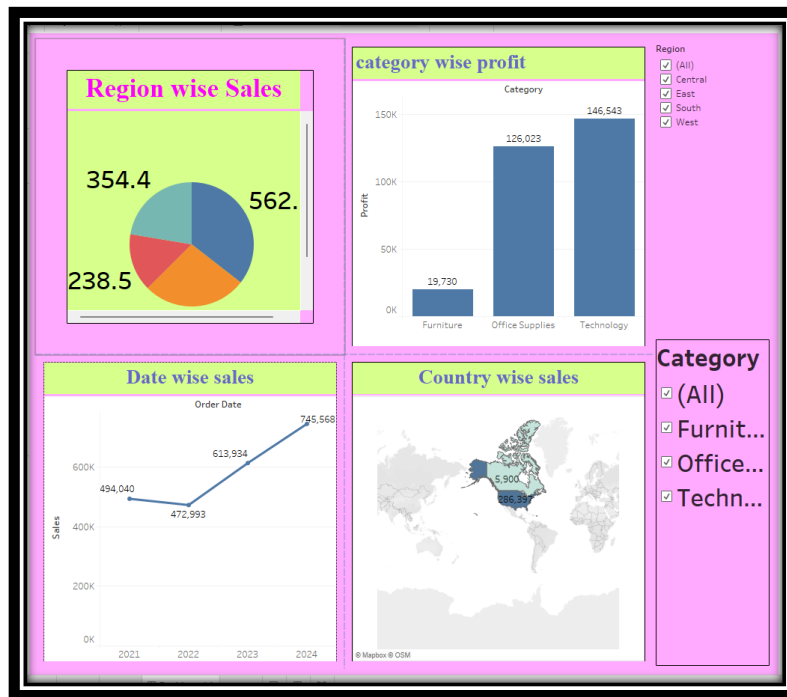 Region wise Sales
354.4
562.
238.5
category wise profit
Category
150K
100K
50K
0K
Profit
19,730
126,023
146,543
Furniture
Office Supplies
Technology
Region
(All)
Central
East
South
West
Date wise sales
Order Date
600K
400K
200K
0K
Sales
494,040
472,993
613,934
745,568
2021
2022
2023
2024
Country wise sales
5,900
286,397
© Mapbox © OSM
Category
(All)
Furnit...
Office...
Techn...